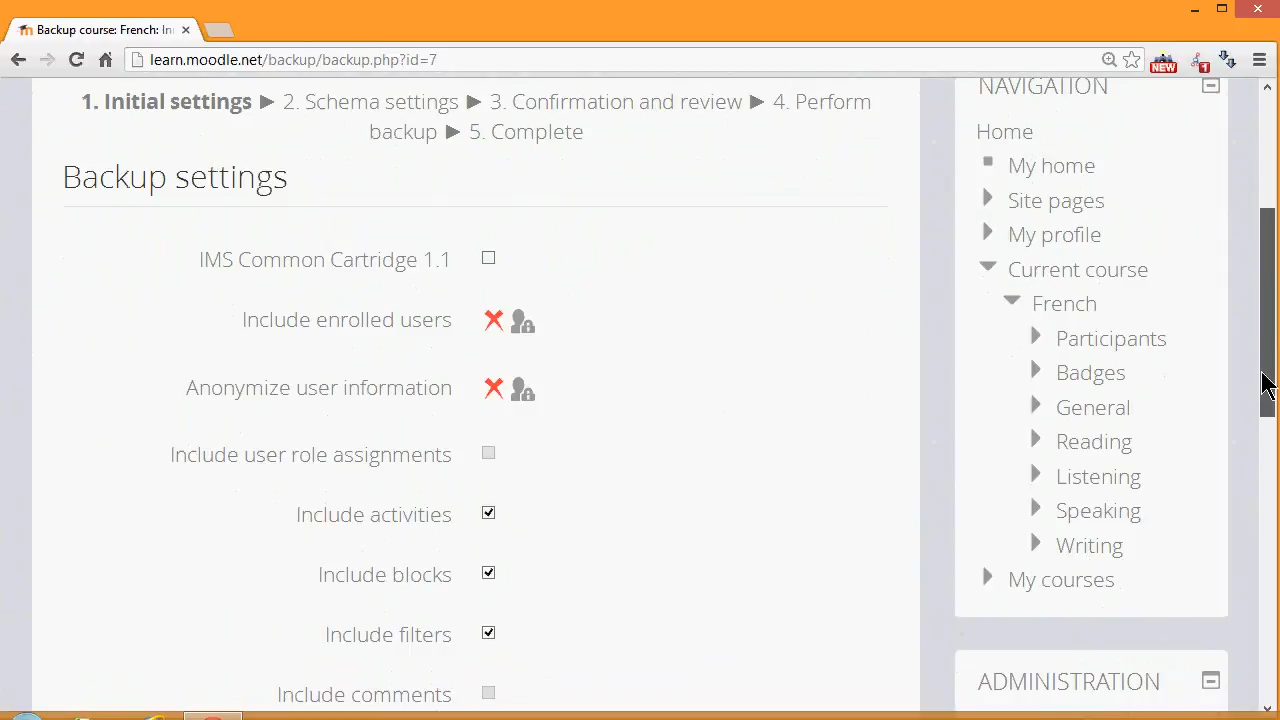 Backup course: French: In
learn.moodle.net/backup/backup.php?id=7
NEW
1
1. Initial settings ► 2. Schema settings ► 3. Confirmation and review ► 4. Perform
backup ► 5. Complete
Backup settings
IMS Common Cartridge 1.1
Include enrolled users
Anonymize user information
Include user role assignments
Include activities
Include blocks
Include filters
Include comments
NAVIGATION
Home
My home
Site pages
My profile
Current course
French
Participants
Badges
General
Reading
Listening
Speaking
Writing
My courses
ADMINISTRATION